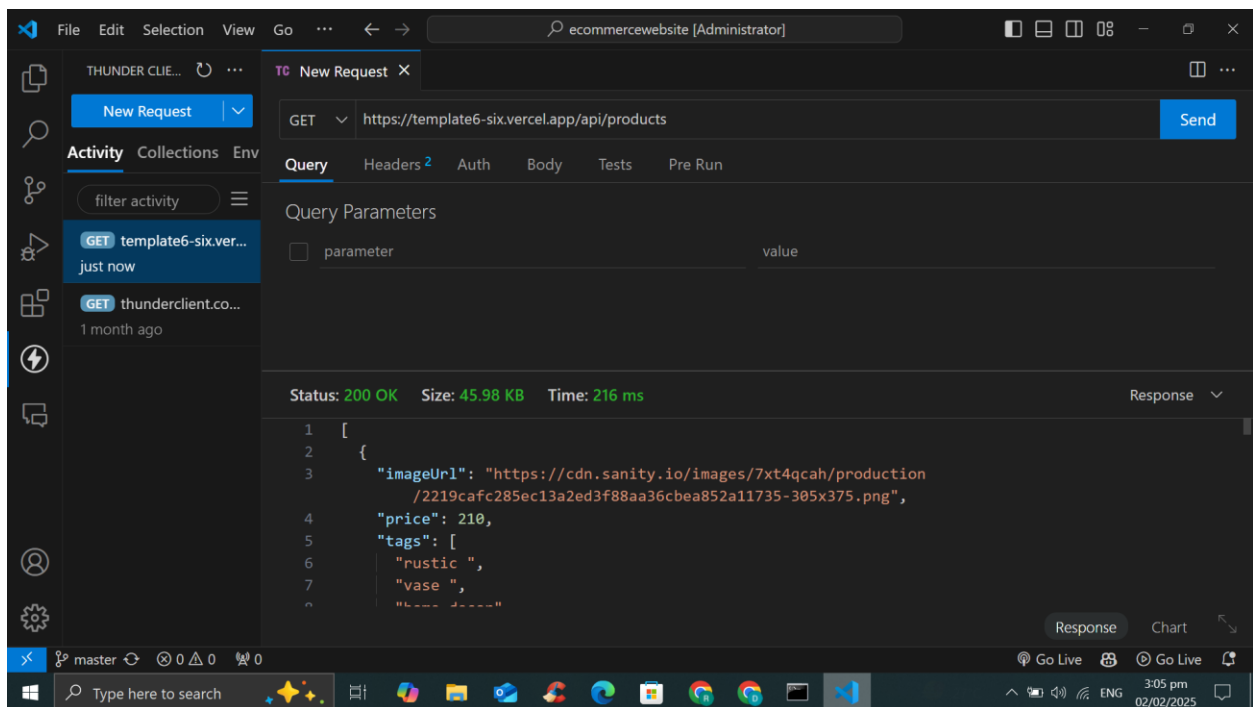 File Edit Selection View Go ··· ecommercewebsite [Administrator]
THUNDER CLIE... ···
TC New Request
New Request
GET https://template6-six.vercel.app/api/products Send
Activity Collections Env
Query Headers 2 Auth Body Tests Pre Run
filter activity
Query Parameters
GET template6-six.ver...
just now
parameter value
GET thunderclient.co...
1 month ago
Status: 200 OK Size: 45.98 KB Time: 216 ms Response
1 [
2 {
3 "imageUrl": "https://cdn.sanity.io/images/7xt4qcah/production
/2219cafc285ec13a2ed3f88aa36cbea852a11735-305x375.png",
4 "price": 210,
5 "tags": [
6 "rustic ",
7 "vase ",
Response Chart
master 0 0 0 Go Live Go Live
Type here to search ENG 3:05 pm
02/02/2025